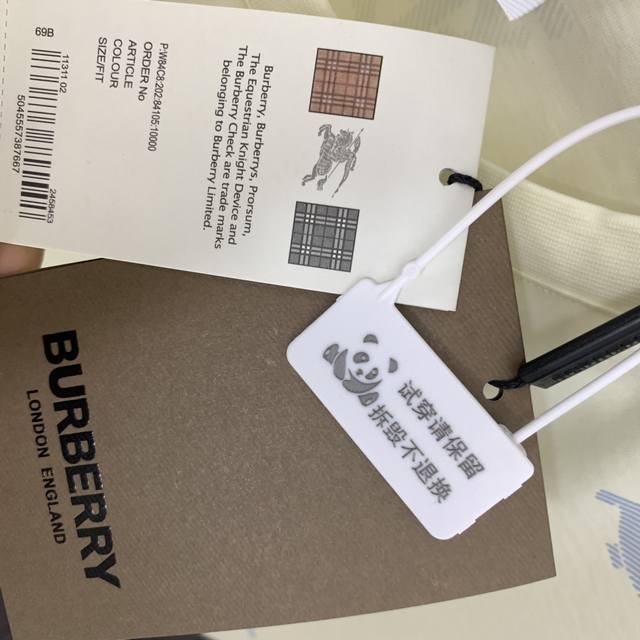 69B
1131102
5045557387667
2456453
P/W84C8:202:84105:10000
ORDER No
ARTICLE
COLOUR
SIZE/FIT
Burberry, Burberrys, Prorsum,
The Equestrian Knight Device and
The Burberry Check are trade marks
belonging to Burberry Limited.
BURBERRY
LONDON ENGLAND
试穿请保留
拆毁不退换